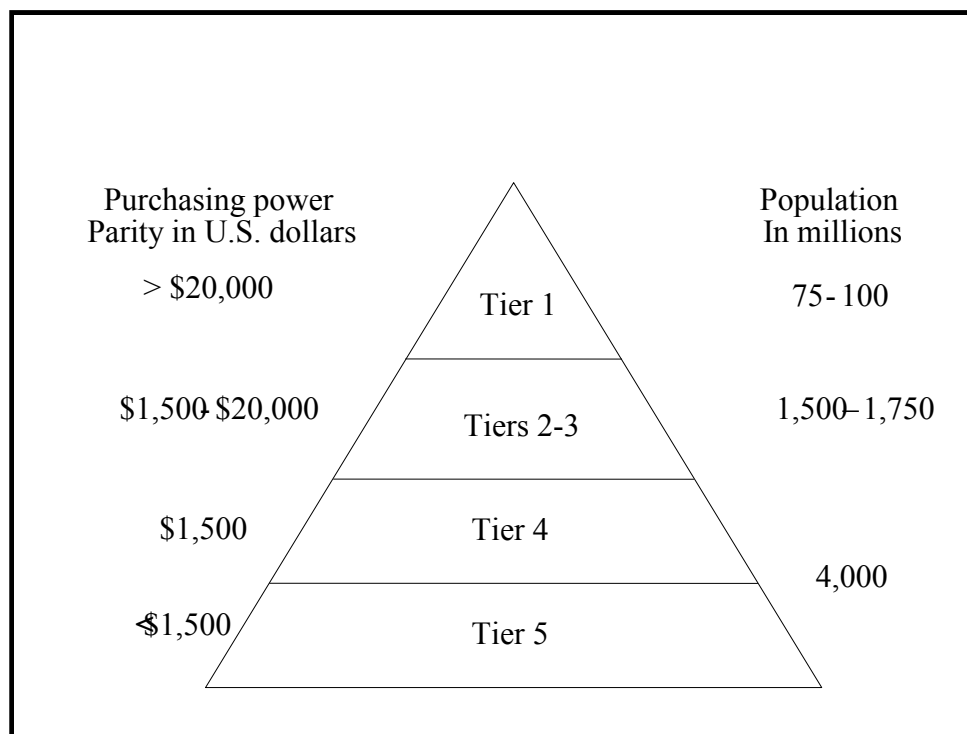 Purchasing power
Parity in U.S. dollars
Population
In millions
> $20,000
Tier 1
75- 100
$1,500- $20,000
Tiers 2-3
1,500– 1,750
$1,500
Tier 4
4,000
<$1,500
Tier 5